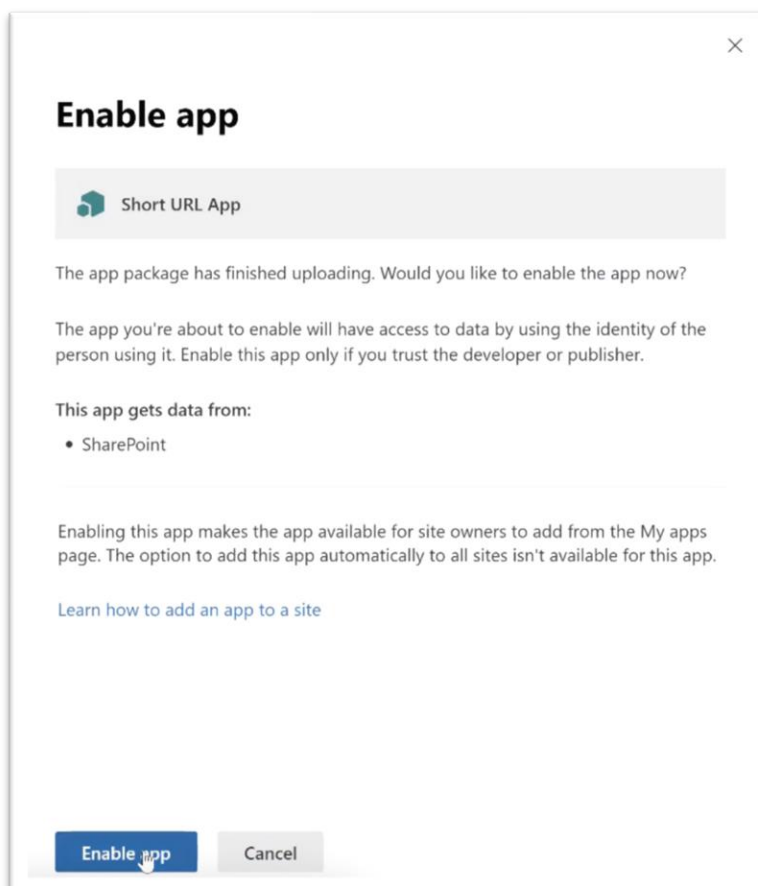 Enable app
Short URL App
The app package has finished uploading. Would you like to enable the app now?
The app you're about to enable will have access to data by using the identity of the
person using it. Enable this app only if you trust the developer or publisher.
This app gets data from:
• SharePoint
Enabling this app makes the app available for site owners to add from the My apps
page. The option to add this app automatically to all sites isn't available for this app.
Learn how to add an app to a site
Enable app Cancel